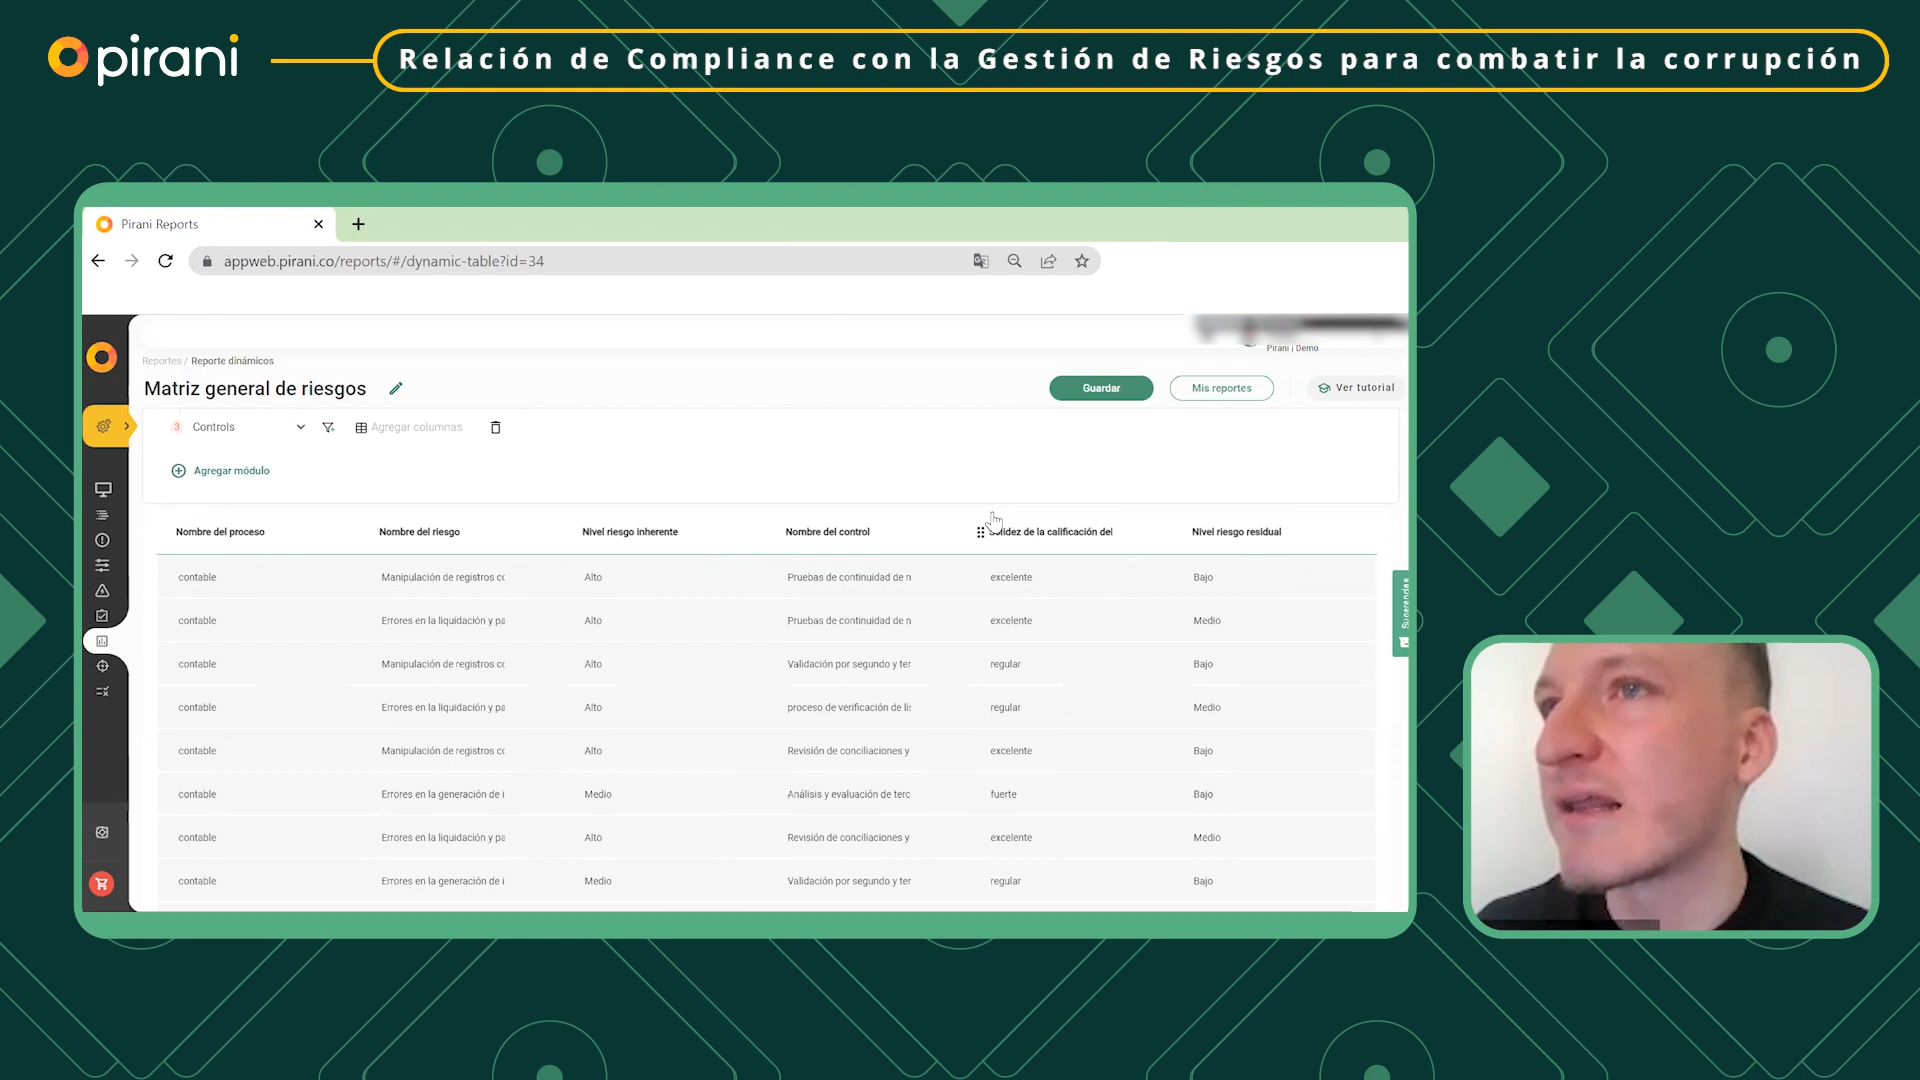 pirani
Relación de Compliance con la Gestión de Riesgos para combatir la corrupción
Pirani Reports
appweb.pirani.co/reports/#/dynamic-table?id=34
Pirani | Demo
Reportes / Reporte dinámicos
Matriz general de riesgos
Guardar
Mis reportes
Ver tutorial
3 Controls
Agregar columnas
Agregar módulo
Nombre del proceso Nombre del riesgo Nivel riesgo inherente Nombre del control de la calificación del Nivel riesgo residual
contable Manipulación de registros co Alto Pruebas de continuidad de n excelente Bajo
contable Errores en la liquidación y pa Alto Pruebas de continuidad de n excelente Medio
contable Manipulación de registros co Alto Validación por segundo y ter regular Bajo
contable Errores en la liquidación y pa Alto proceso de verificación de lis regular Medio
contable Manipulación de registros co Alto Revisión de conciliaciones y excelente Bajo
contable Errores en la generación de i Medio Análisis y evaluación de terc fuerte Bajo
contable Errores en la liquidación y pa Alto Revisión de conciliaciones y excelente Medio
contable Errores en la generación de i Medio Validación por segundo y ter regular Bajo